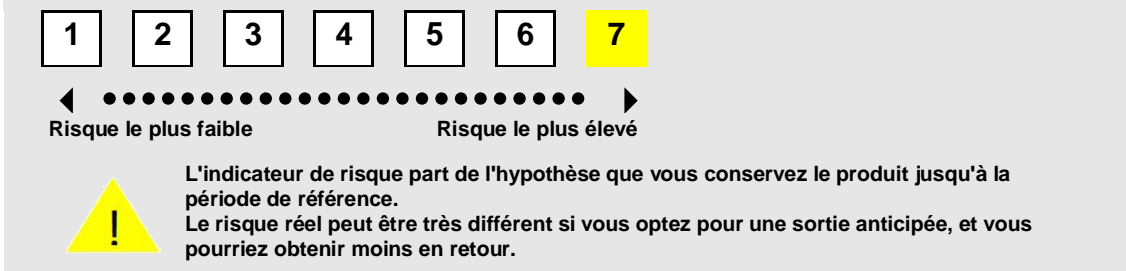 1 2 3 4 5 6 7
Risque le plus faible Risque le plus élevé
L'indicateur de risque part de l'hypothèse que vous conservez le produit jusqu'à la
période de référence.
Le risque réel peut être très différent si vous optez pour une sortie anticipée, et vous
! pourriez obtenir moins en retour.